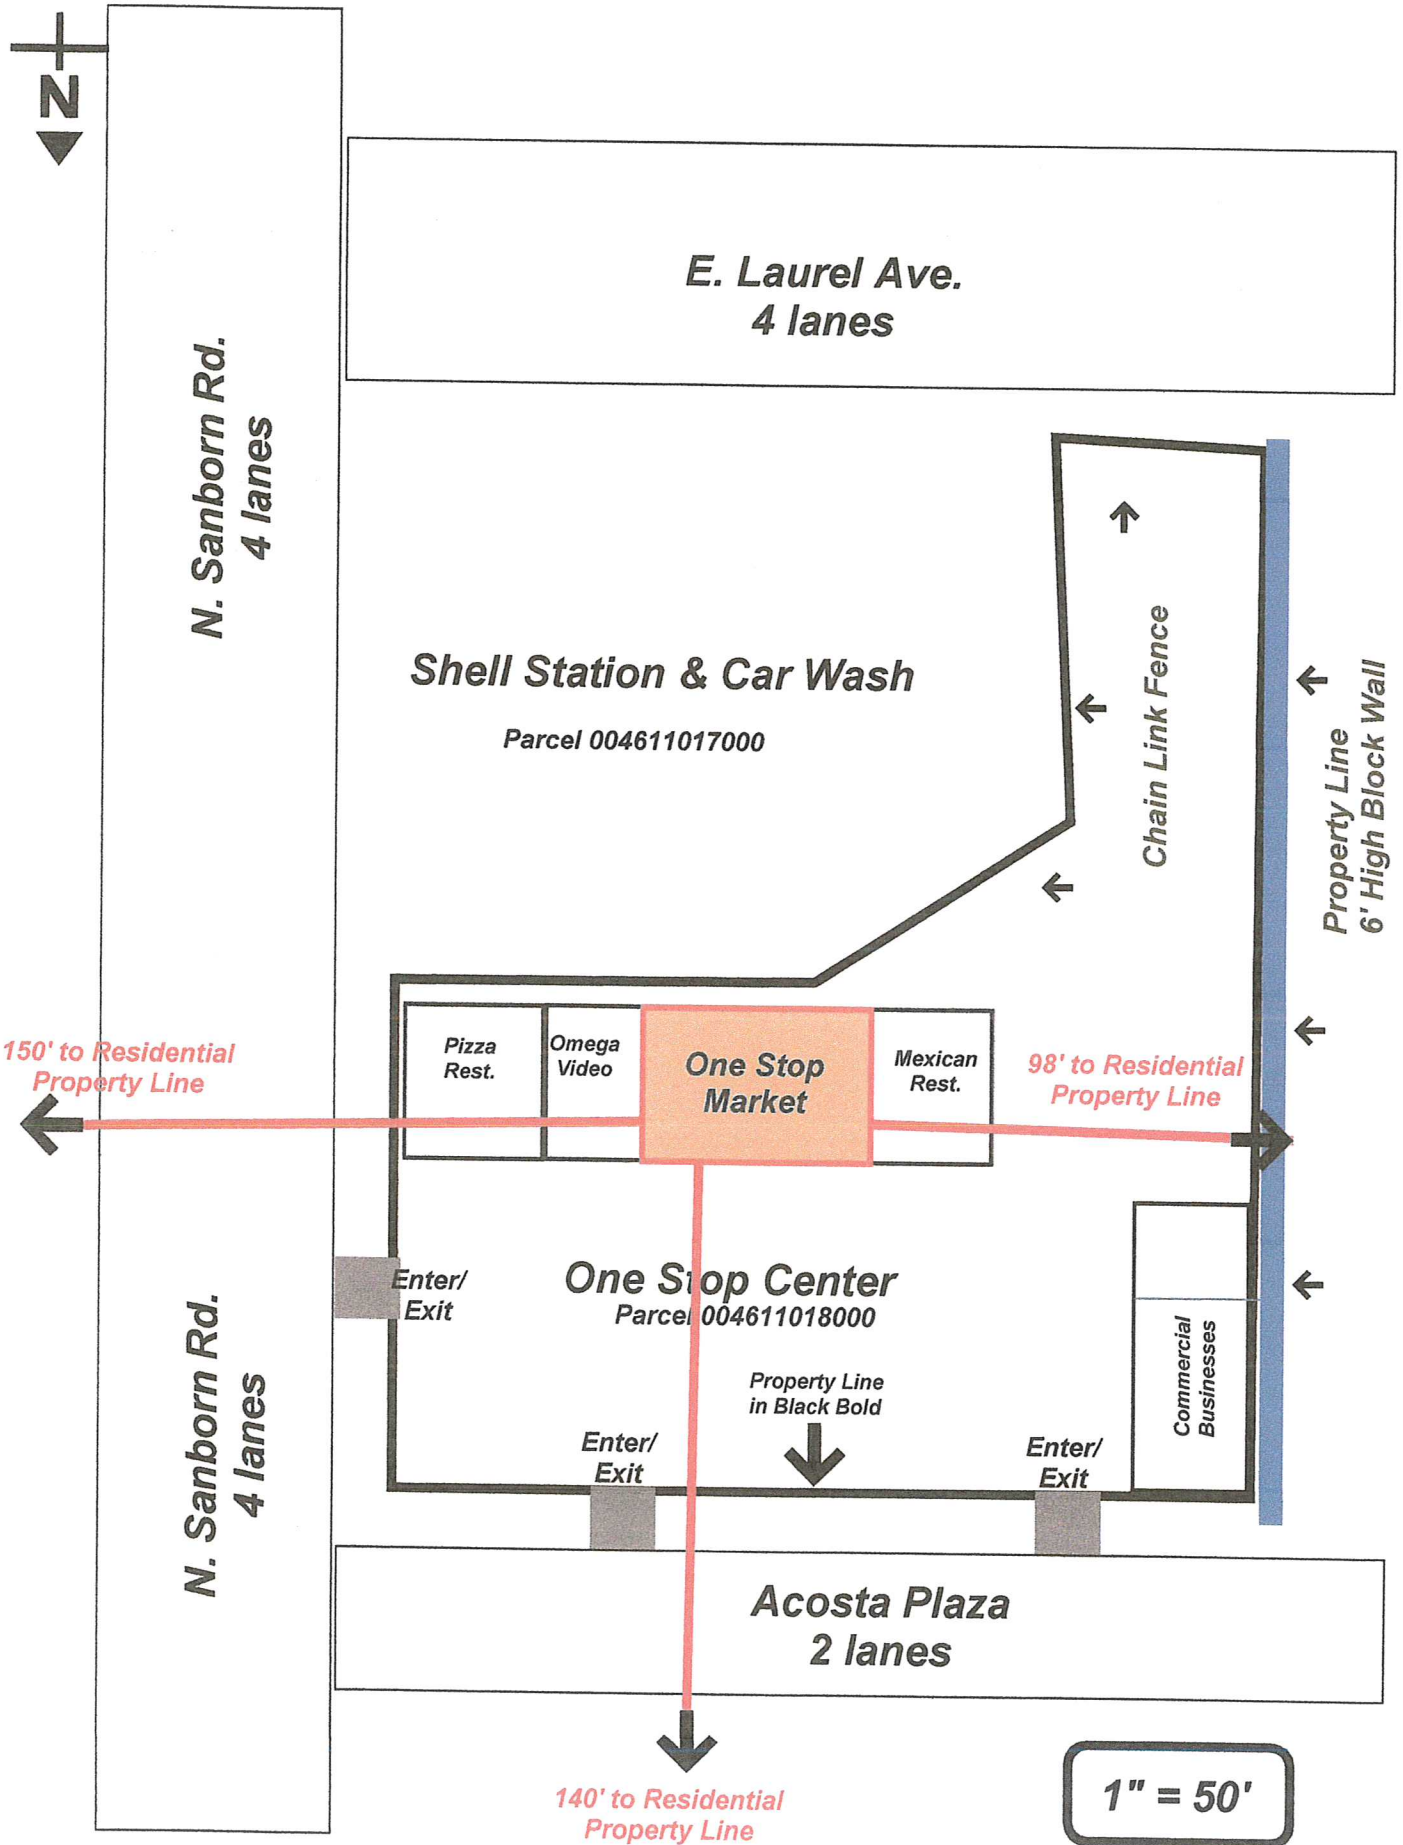 N
E. Laurel Ave.
4 lanes
N. Sanborn Rd.
4 lanes
Shell Station & Car Wash
Parcel 004611017000
Chain Link Fence
Property Line
6' High Block Wall
150' to Residential
Property Line
Pizza
Rest.
Omega
Video
One Stop
Market
Mexican
Rest.
98' to Residential
Property Line
Enter/
Exit
One Stop Center
Parcel 004611018000
N. Sanborn Rd.
4 lanes
Property Line
in Black Bold
Commercial
Businesses
Enter/
Exit
Enter/
Exit
Acosta Plaza
2 lanes
140' to Residential
Property Line
1" = 50'